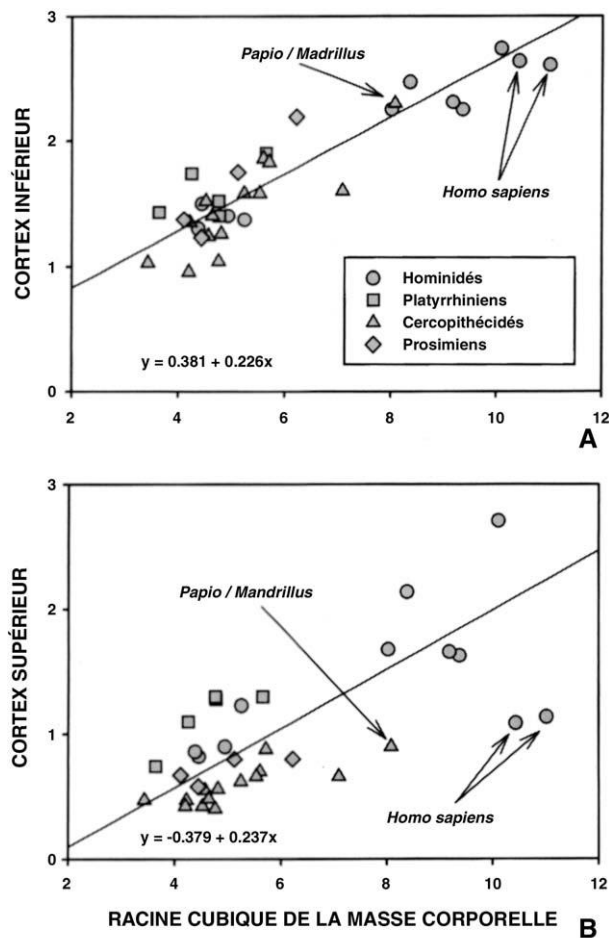 3
Papio / Madrillus
CORTEX INFÉRIEUR
2
Homo sapiens
1
Hominidés
Platyrrhiniens
Cercopithécidés
Prosimiens
y = 0.381 + 0.226x
0
2 4 6 8 10 12
A
3
CORTEX SUPÉRIEUR
Papio / Mandrillus
2
1
Homo sapiens
y = -0.379 + 0.237x
0
2 4 6 8 10 12
RACINE CUBIQUE DE LA MASSE CORPORELLE
B